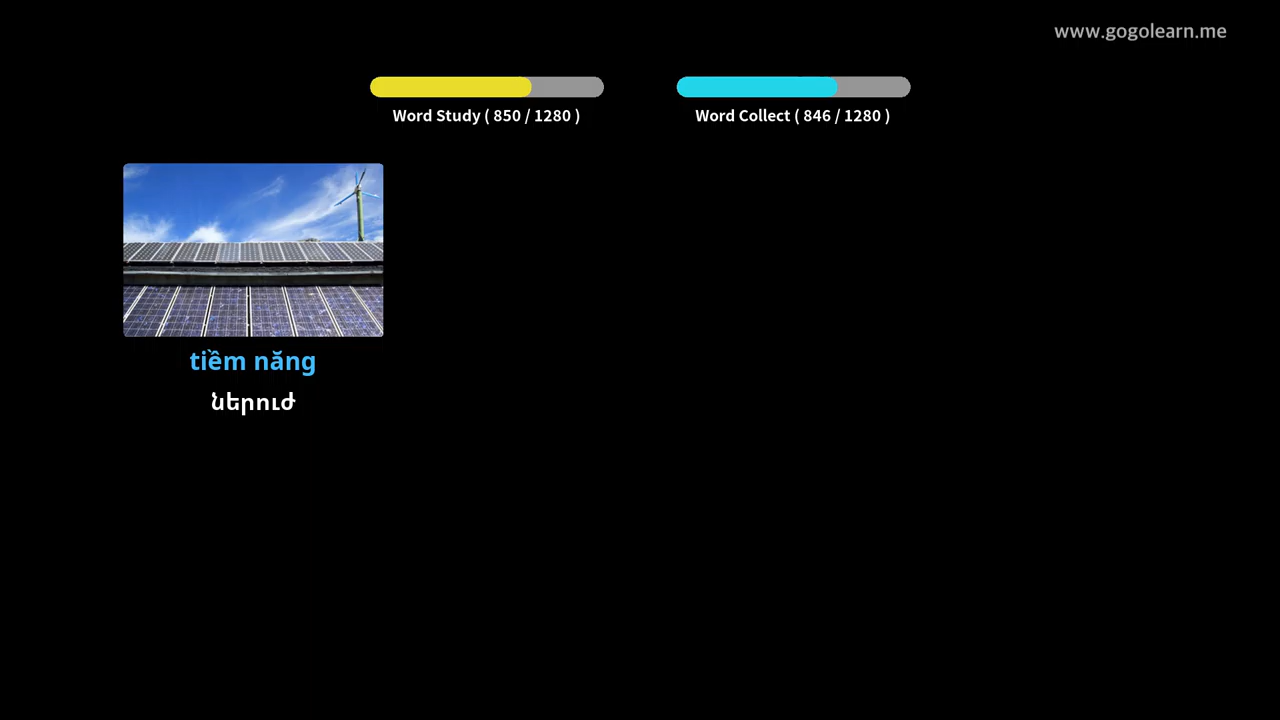 www.gogolearn.me
Word Study ( 850 / 1280 )
Word Collect ( 846 / 1280 )
tiềm năng
ներուժ